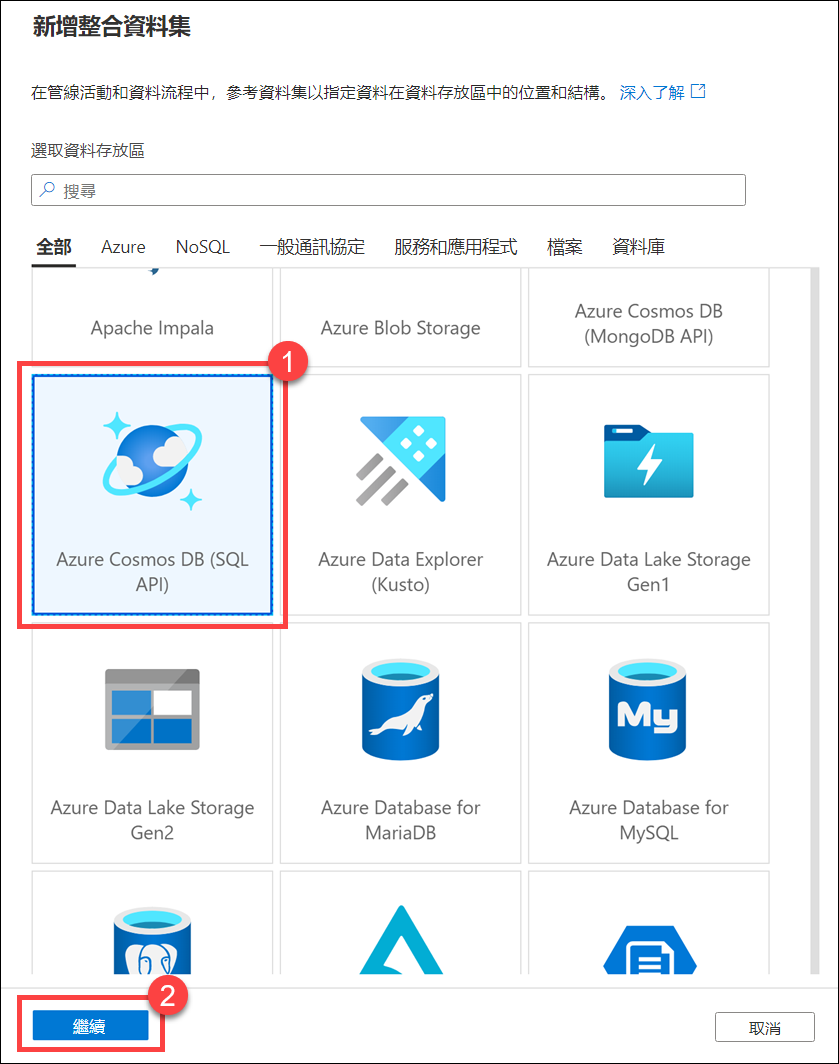 新增整合資料集
在管線活動和資料流程中，參考資料集以指定資料在資料存放區中的位置和結構。 深入了解
選取資料存放區
搜尋
全部 Azure NoSQL 一般通訊協定 服務和應用程式 檔案 資料庫
Apache Impala
Azure Blob Storage
Azure Cosmos DB
(MongoDB API)
1
Azure Cosmos DB (SQL
API)
Azure Data Explorer
(Kusto)
Azure Data Lake Storage
Gen1
Azure Data Lake Storage
Gen2
Azure Database for
MariaDB
My
Azure Database for
MySQL
2
繼續
取消